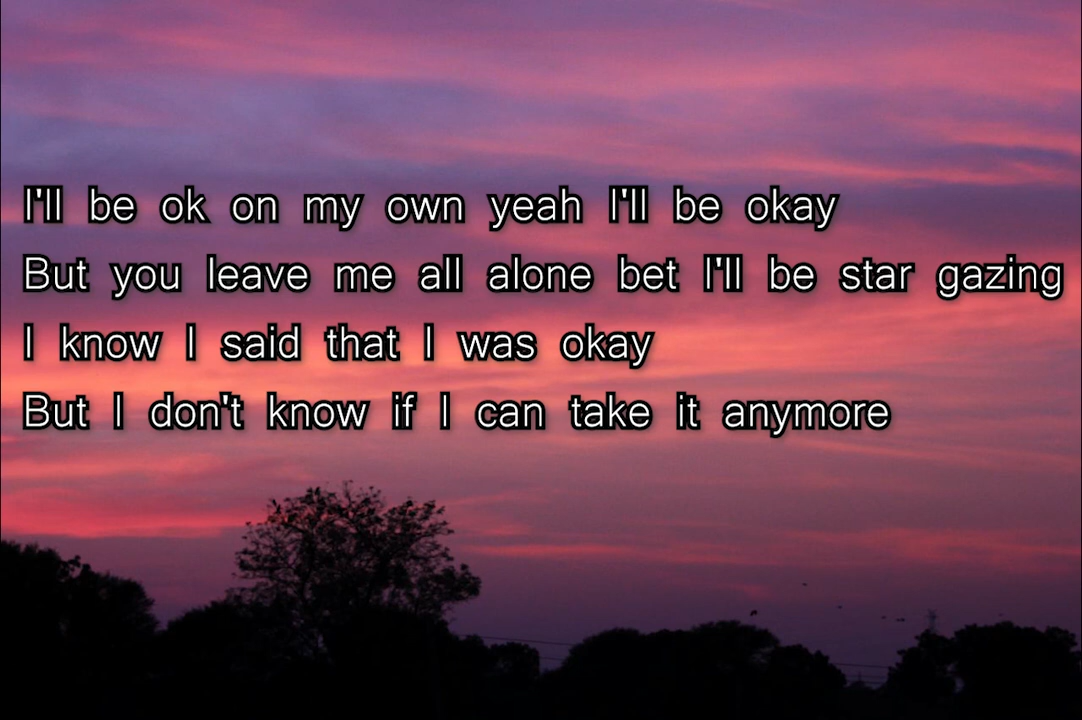 I'll be ok on my own yeah I'll be okay
But you leave me all alone bet I'll be star gazing
I know I said that I was okay
But I don't know if I can take it anymore